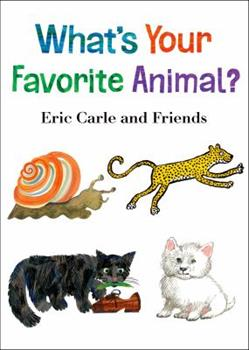 What's Your
Favorite Animal?
Eric Carle and Friends